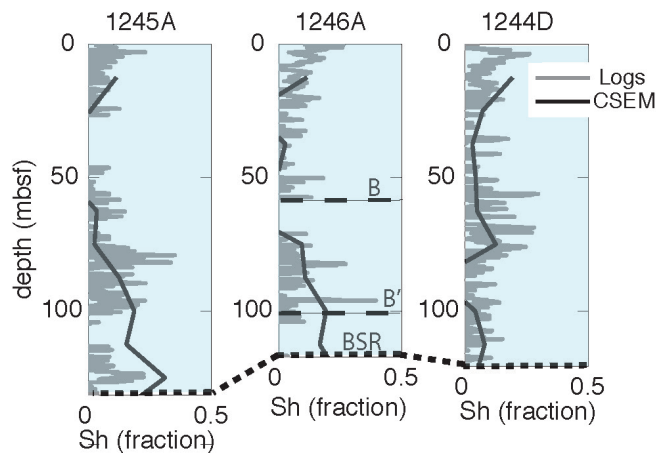 1245A 1246A 1244D
0 0 0
Logs
CSEM
50 50 50
B
depth (mbsf)
100 100 100
B'
BSR
0 0.5 0 0.5 0 0.5
Sh (fraction) Sh (fraction) Sh (fraction)